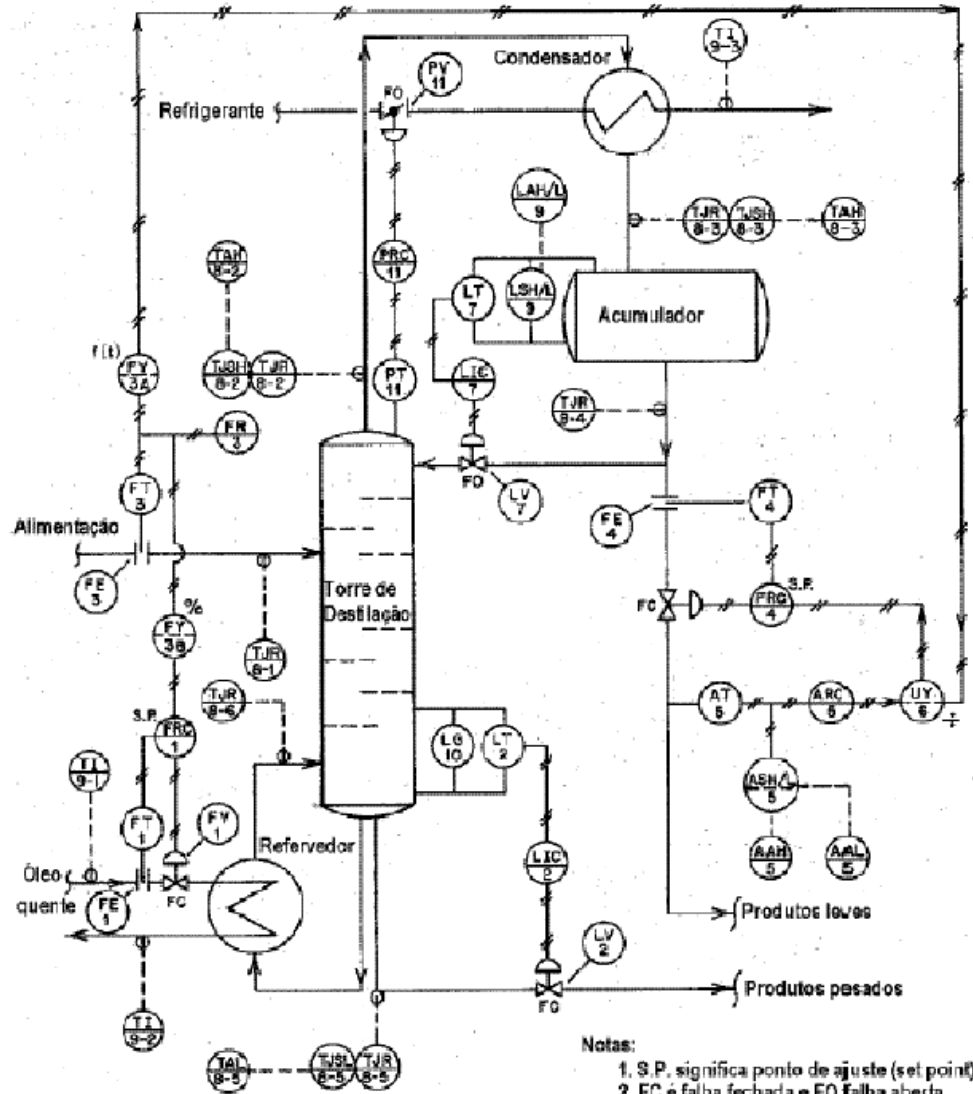 TI
9-3
Condensador
PV
11
FO
Refrigerante
LAH/L
9
TJR
8-3
TJSH
8-3
TAH
8-3
TAH
8-2
PRC
11
LT
7
LSH/L
9
Acumulador
f(t)
FY
3A
TJSH
8-2
TJR
8-2
PT
11
LIC
7
TJR
8-4
FR
3
FT
3
FO
LV
7
FE
4
FT
4
Alimentação
FE
3
Torre de
Destilação
FC
FRC
4
S.P.
%
FY
3B
TJR
8-1
TJR
8-6
AT
5
ARC
5
UY
6
S.P.
FRC
1
LG
10
LT
2
TI
9-1
ASH/L
5
FT
1
FV
1
Refervedor
LIC
2
AAH
5
AAL
5
Óleo
quente
FE
1
FC
Produtos leves
LV
2
Produtos pesados
TI
9-2
TAL
8-5
TJSL
8-5
TJR
8-5
Notas:
1. S.P. significa ponto de ajuste (set point)
2. FC é falha fechada e FO falha aberta